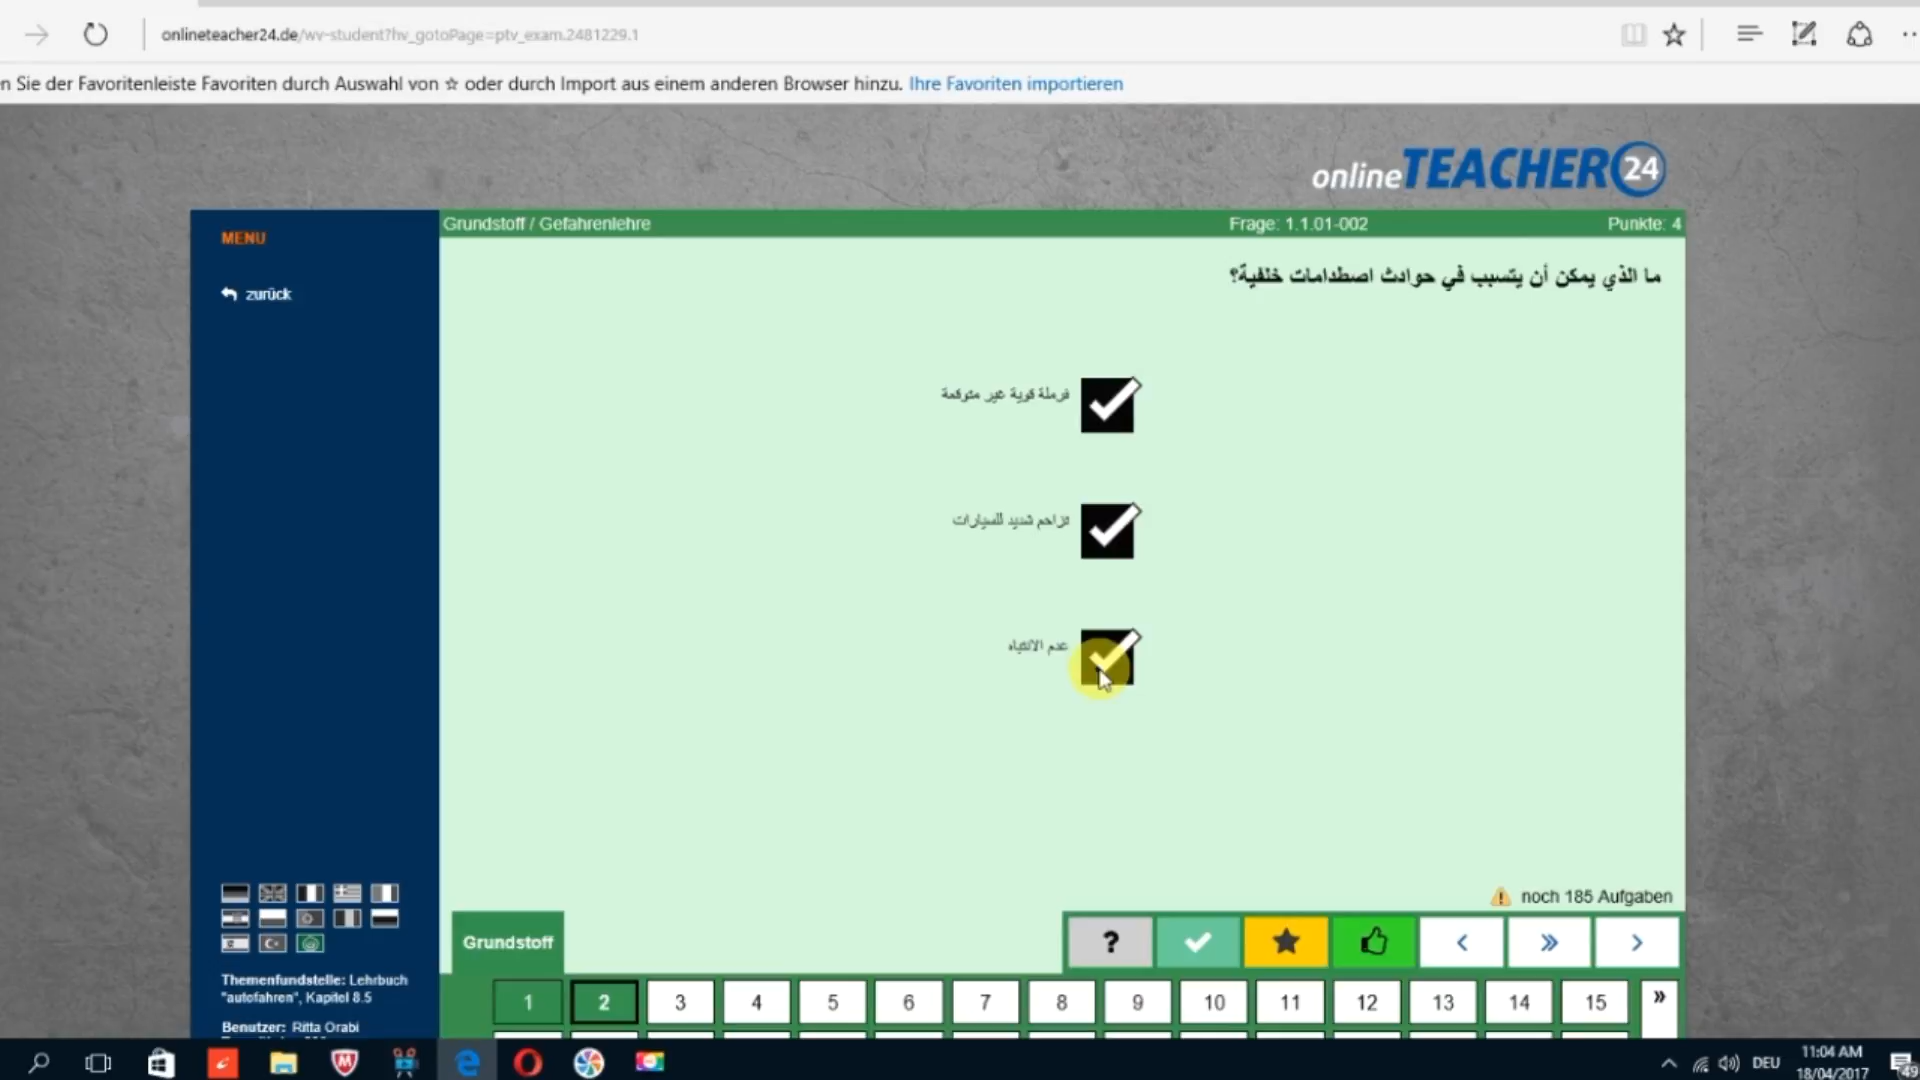 onlineteacher24.de/wv-student?hv_gotoPage=ptv_exam.2481229.1
n Sie der Favoritenleiste Favoriten durch Auswahl von ☆ oder durch Import aus einem anderen Browser hinzu. Ihre Favoriten importieren
onlineTEACHER24
MENU
zurück
Grundstoff / Gefahrenlehre
Frage: 1.1.01-002
Punkte: 4
ما الذي يمكن أن يتسبب في حوادث اصطدامات خلفية؟
فرملة قوية غير متوقعة
تزاحم شديد للسيارات
عدم الانتباه
noch 185 Aufgaben
Grundstoff
?
1 2 3 4 5 6 7 8 9 10 11 12 13 14 15 »
Themenfundstelle: Lehrbuch
"autofahren", Kapitel 8.5
Benutzer: Ritta Orabi
DEU
11:04 AM
18/04/2017
49